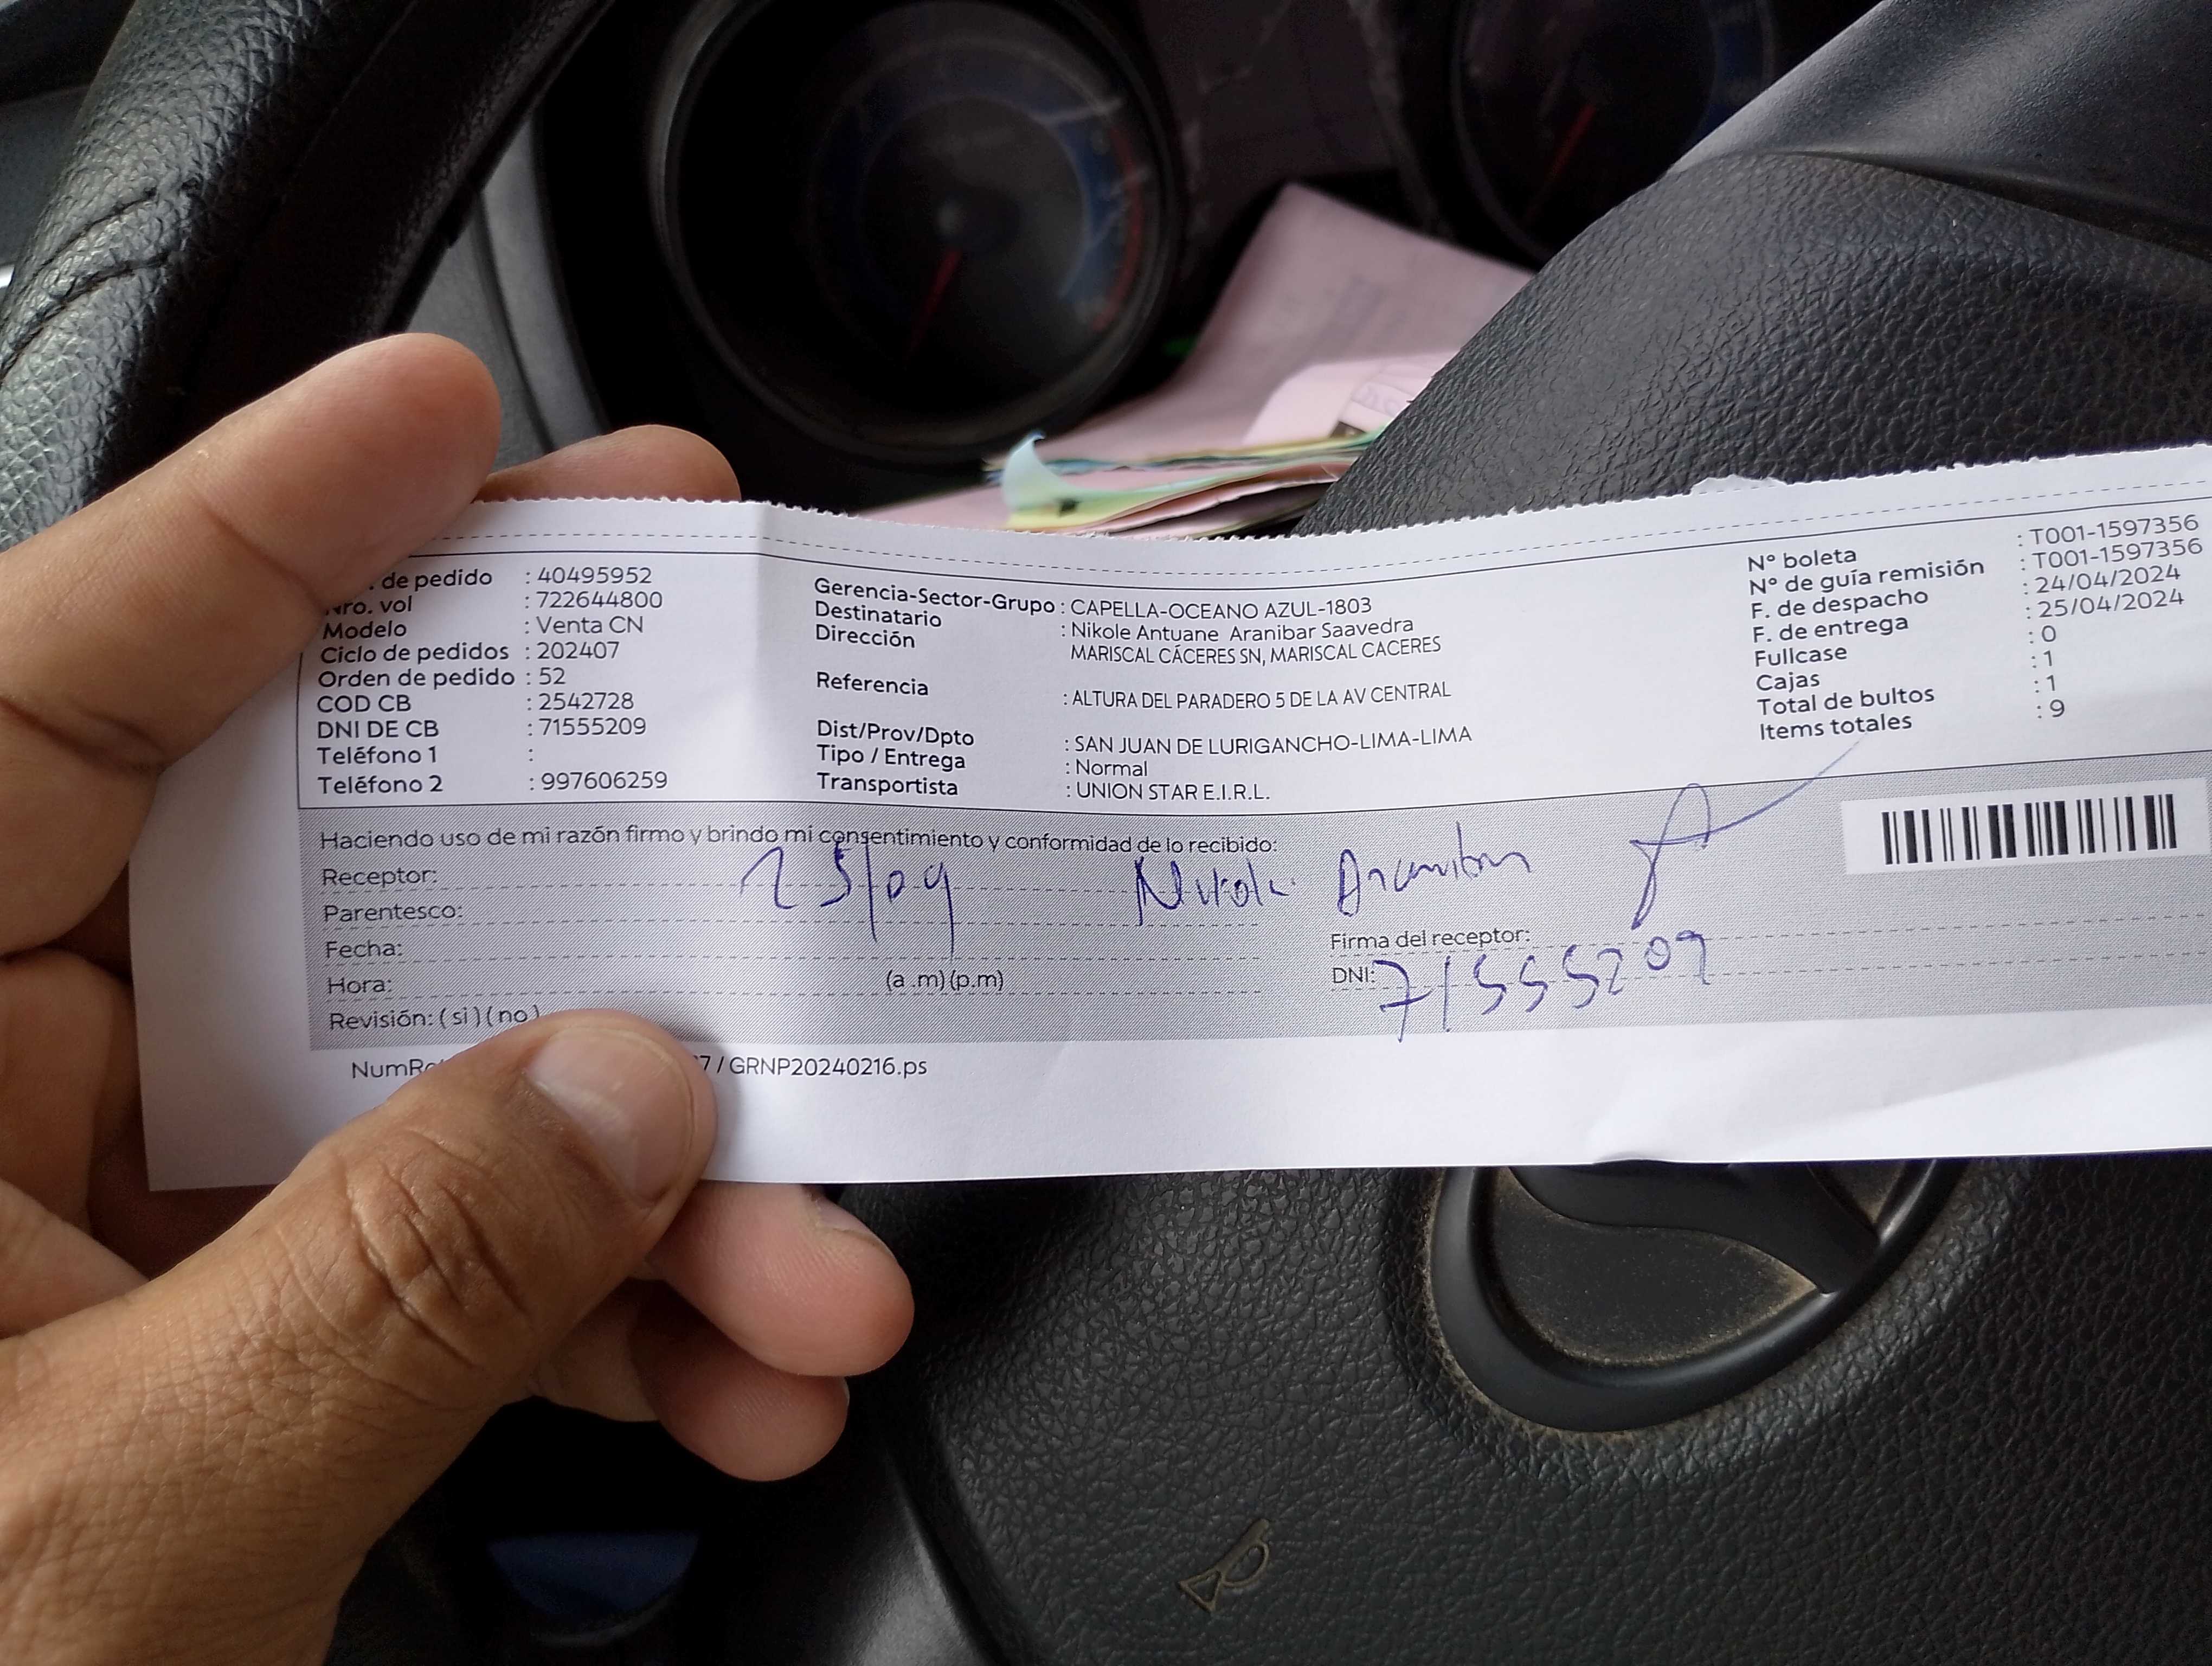 de pedido : 40495952
Nro. vol : 722644800
Modelo : Venta CN
Ciclo de pedidos : 202407
Orden de pedido : 52
COD CB : 2542728
DNI DE CB : 71555209
Teléfono 1 :
Teléfono 2 : 997606259
Gerencia-Sector-Grupo : CAPELLA-OCEANO AZUL-1803
Destinatario : Nikole Antuane Aranibar Saavedra
Dirección MARISCAL CÁCERES SN, MARISCAL CACERES
Referencia : ALTURA DEL PARADERO 5 DE LA AV CENTRAL
Dist/Prov/Dpto : SAN JUAN DE LURIGANCHO-LIMA-LIMA
Tipo / Entrega : Normal
Transportista : UNION STAR E.I.R.L.
N° boleta : T001-1597356
N° de guía remisión : T001-1597356
F. de despacho : 24/04/2024
F. de entrega : 25/04/2024
Fullcase : 0
Cajas : 1
Total de bultos : 1
Items totales : 9
Haciendo uso de mi razón firmo y brindo mi consentimiento y conformidad de lo recibido:
Receptor: 25/04 Nikole Aranibar
Parentesco:
Fecha:
Hora: (a .m)(p.m)
Revisión: (si)(no)
Firma del receptor:
DNI: 71555209
7 / GRNP20240216.ps